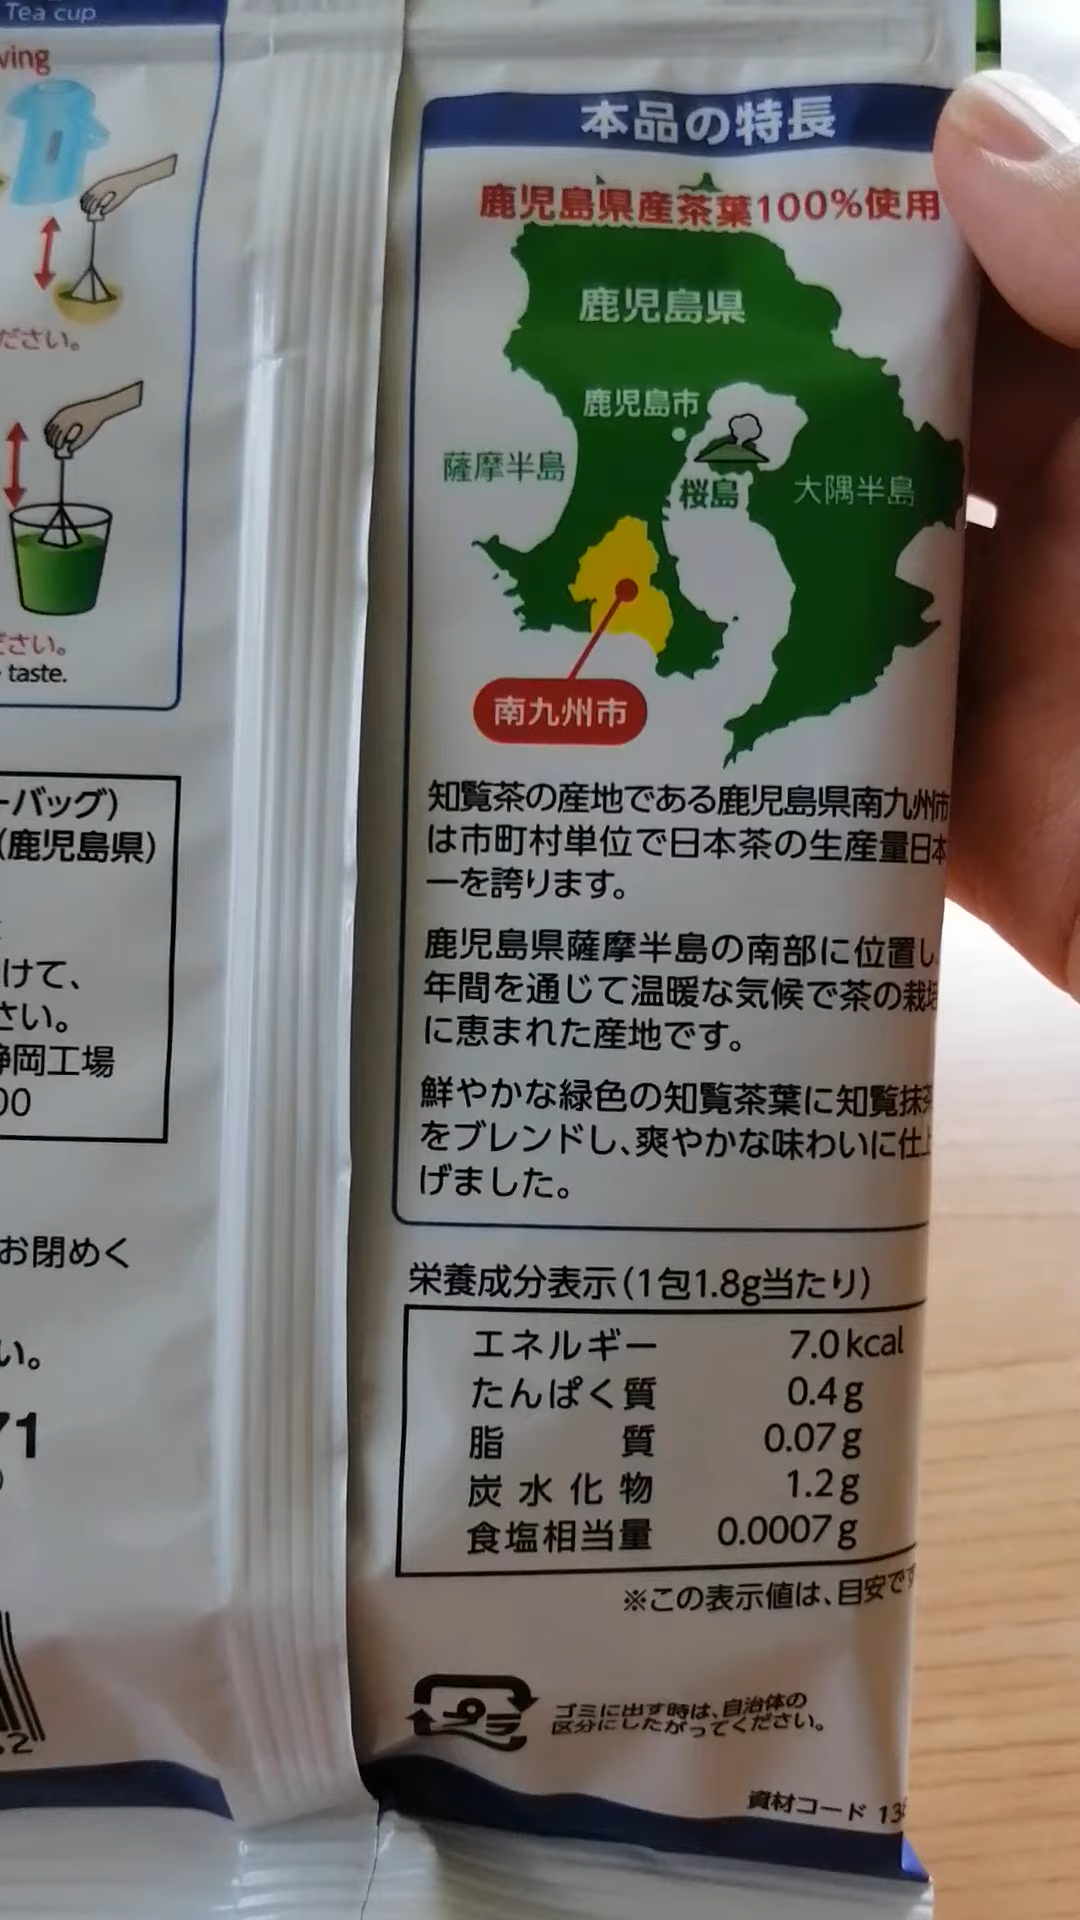 Tea cup
ving
ださい。
ださい。
taste.
ーバッグ)
(鹿児島県)
けて、
さい。
静岡工場
00
お閉めく
い。
71
)
.2
本品の特長
鹿児島県産茶葉100%使用
鹿児島県
鹿児島市
薩摩半島
桜島
大隅半島
南九州市
知覧茶の産地である鹿児島県南九州市
は市町村単位で日本茶の生産量日本
一を誇ります。
鹿児島県薩摩半島の南部に位置し、
年間を通じて温暖な気候で茶の栽培
に恵まれた産地です。
鮮やかな緑色の知覧茶葉に知覧抹茶
をブレンドし、爽やかな味わいに仕上
げました。
栄養成分表示(1包1.8g当たり)
エネルギー 7.0kcal
たんぱく質 0.4g
脂質 0.07g
炭水化物 1.2g
食塩相当量 0.0007g
※この表示値は、目安です
プラ
ゴミに出す時は、自治体の
区分にしたがってください。
資材コード 13